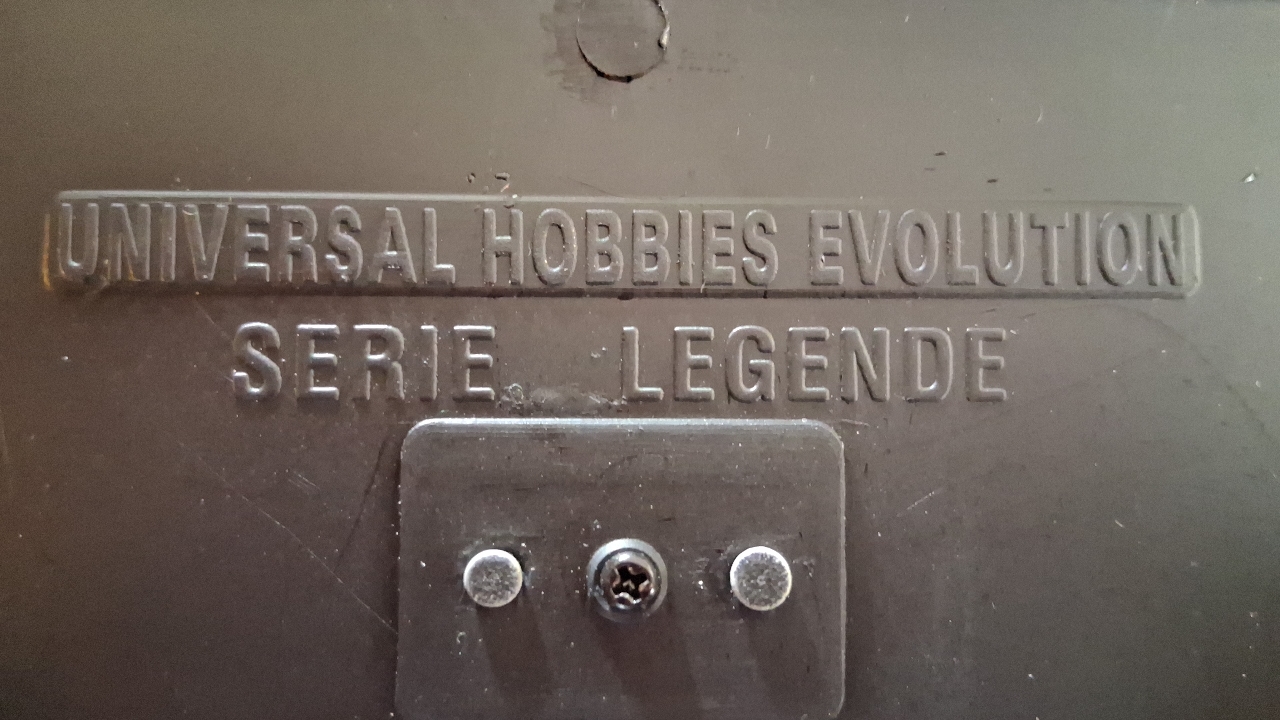 UNIVERSAL HOBBIES EVOLUTION
SERIE LEGENDE